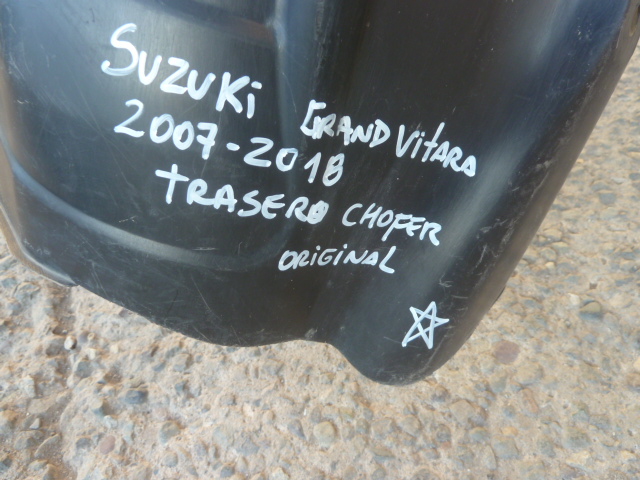 SUZUKi GRAND VitARA
2007-2018
tRASERO CHOFER
ORiGiNAL